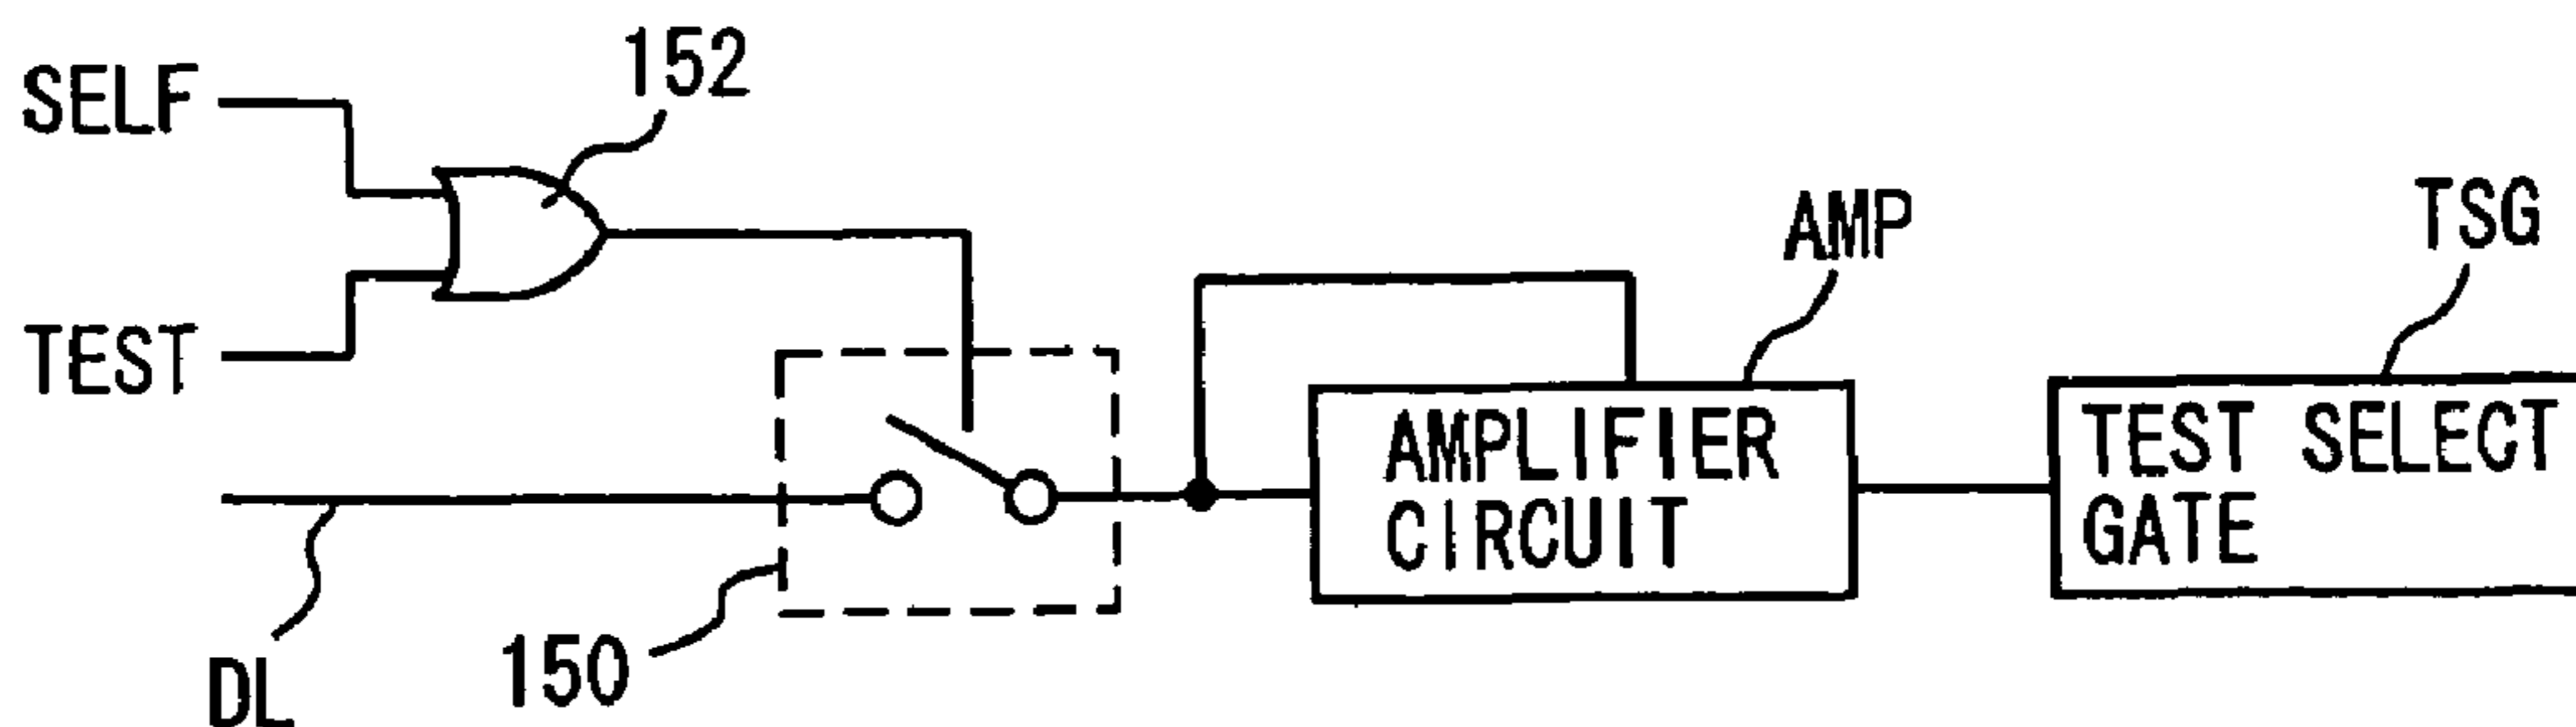 SELF
152
TEST
AMP
TSG
AMPLIFIER
CIRCUIT
TEST SELECT
GATE
DL
150